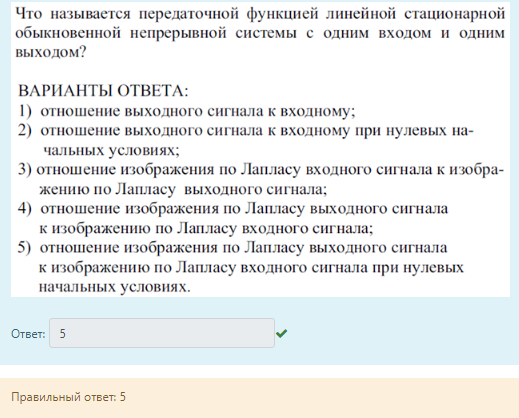 Что называется передаточной функцией линейной стационарной
обыкновенной непрерывной системы с одним входом и одним
выходом?
ВАРИАНТЫ ОТВЕТА:
1) отношение выходного сигнала к входному;
2) отношение выходного сигнала к входному при нулевых на-
чальных условиях;
3) отношение изображения по Лапласу входного сигнала к изобра-
жению по Лапласу выходного сигнала;
4) отношение изображения по Лапласу выходного сигнала
к изображению по Лапласу входного сигнала;
5) отношение изображения по Лапласу выходного сигнала
к изображению по Лапласу входного сигнала при нулевых
начальных условиях.
Ответ: 5
Правильный ответ: 5